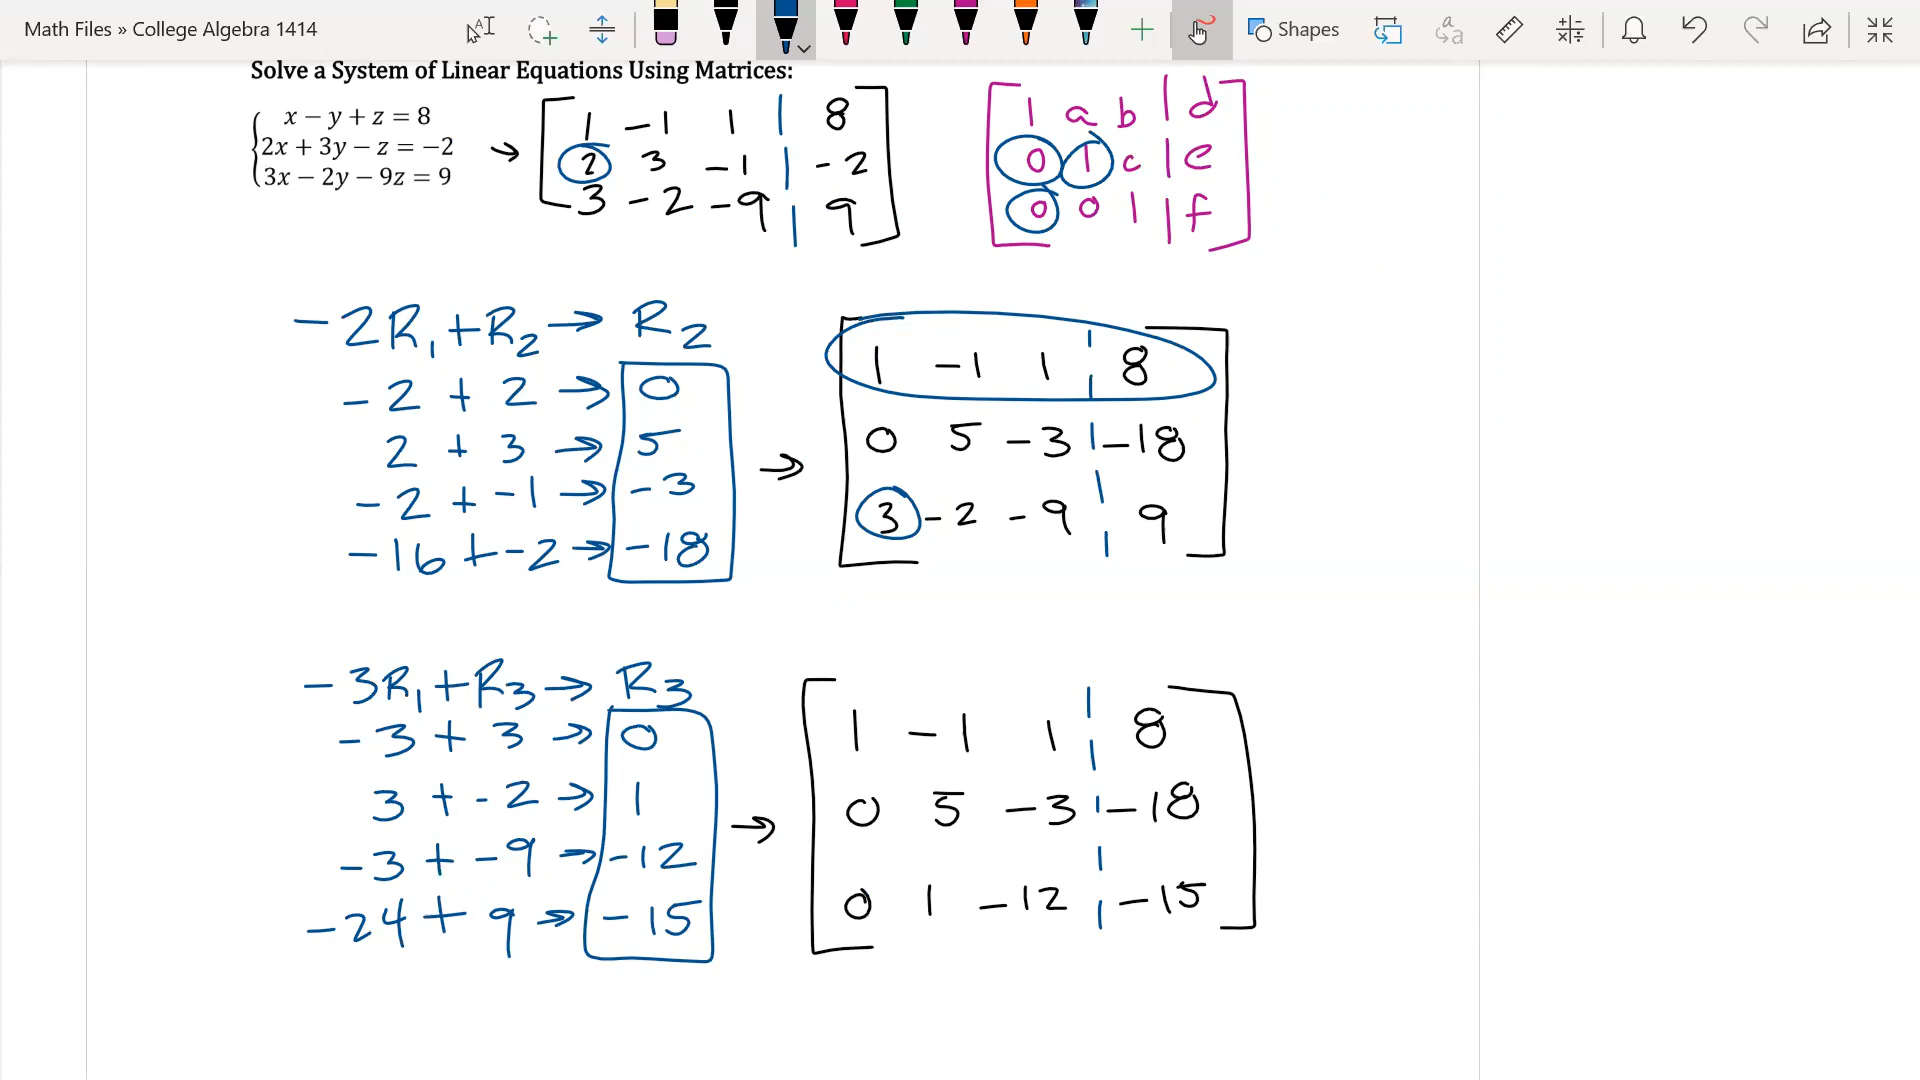 Math Files » College Algebra 1414
Shapes
Solve a System of Linear Equations Using Matrices:
x − y + z = 8
2x + 3y − z = −2
3x − 2y − 9z = 9
→
1 −1 1 | 8
2 3 −1 | −2
3 −2 −9 | 9
1 a b | d
0 1 c | e
0 0 1 | f
−2R₁ + R₂ → R₂
−2 + 2 → 0
2 + 3 → 5
−2 + −1 → −3
−16 + −2 → −18
→
1 −1 1 | 8
0 5 −3 | −18
3 −2 −9 | 9
−3R₁ + R₃ → R₃
−3 + 3 → 0
3 + −2 → 1
−3 + −9 → −12
−24 + 9 → −15
→
1 −1 1 | 8
0 5 −3 | −18
0 1 −12 | −15